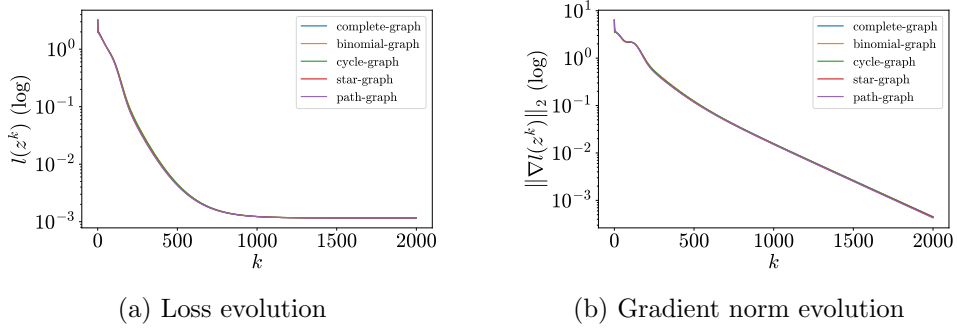 10^0
10^{-1}
10^{-2}
10^{-3}
l(z^k) (log)
0 500 1000 1500 2000
k
complete-graph
binomial-graph
cycle-graph
star-graph
path-graph
(a) Loss evolution
10^1
10^0
10^{-1}
10^{-2}
10^{-3}
||∇l(z^k)||_2 (log)
0 500 1000 1500 2000
k
complete-graph
binomial-graph
cycle-graph
star-graph
path-graph
(b) Gradient norm evolution